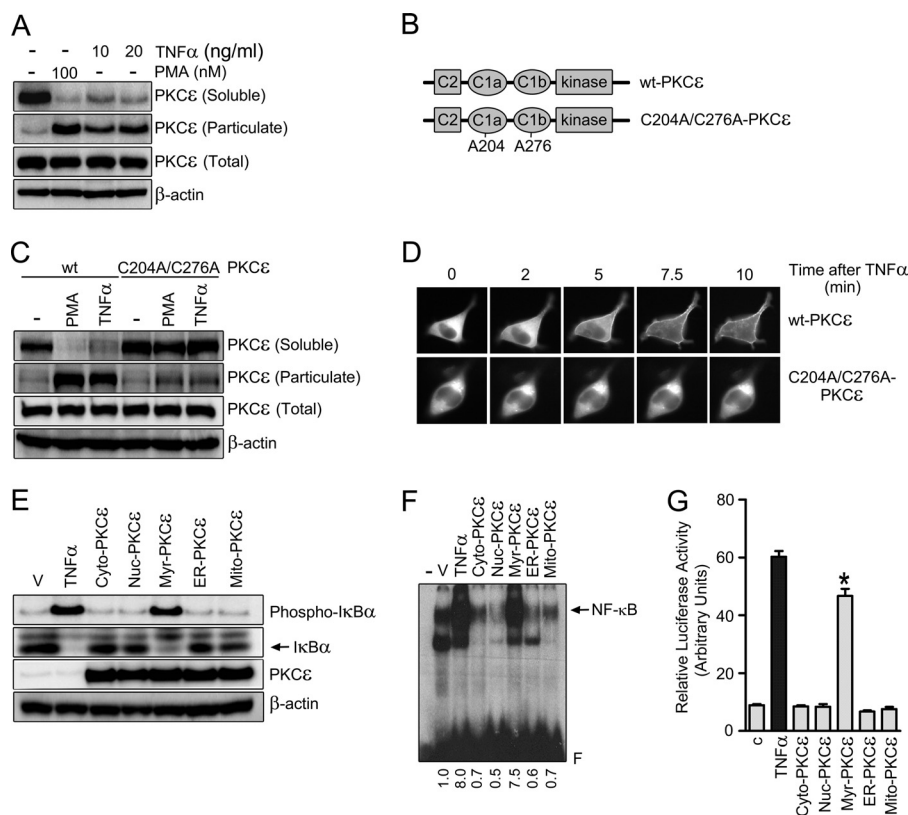 A
- - 10 20 TNFα (ng/ml)
- 100 - - PMA (nM)
PKCε (Soluble)
PKCε (Particulate)
PKCε (Total)
β-actin
B
C2 C1a C1b kinase wt-PKCε
C2 C1a C1b kinase C204A/C276A-PKCε
A204 A276
C
wt C204A/C276A PKCε
- PMA TNFα - PMA TNFα
PKCε (Soluble)
PKCε (Particulate)
PKCε (Total)
β-actin
D
0 2 5 7.5 10 Time after TNFα
(min)
wt-PKCε
C204A/C276A-
PKCε
E
V TNFα Cyto-PKCε Nuc-PKCε Myr-PKCε ER-PKCε Mito-PKCε
Phospho-IκBα
IκBα
PKCε
β-actin
F
- V TNFα Cyto-PKCε Nuc-PKCε Myr-PKCε ER-PKCε Mito-PKCε
NF-κB
F
1.0 8.0 0.7 0.5 7.5 0.6 0.7
G
Relative Luciferase Activity
(Arbitrary Units)
80
60
40
20
0
*
c TNFα Cyto-PKCε Nuc-PKCε Myr-PKCε ER-PKCε Mito-PKCε